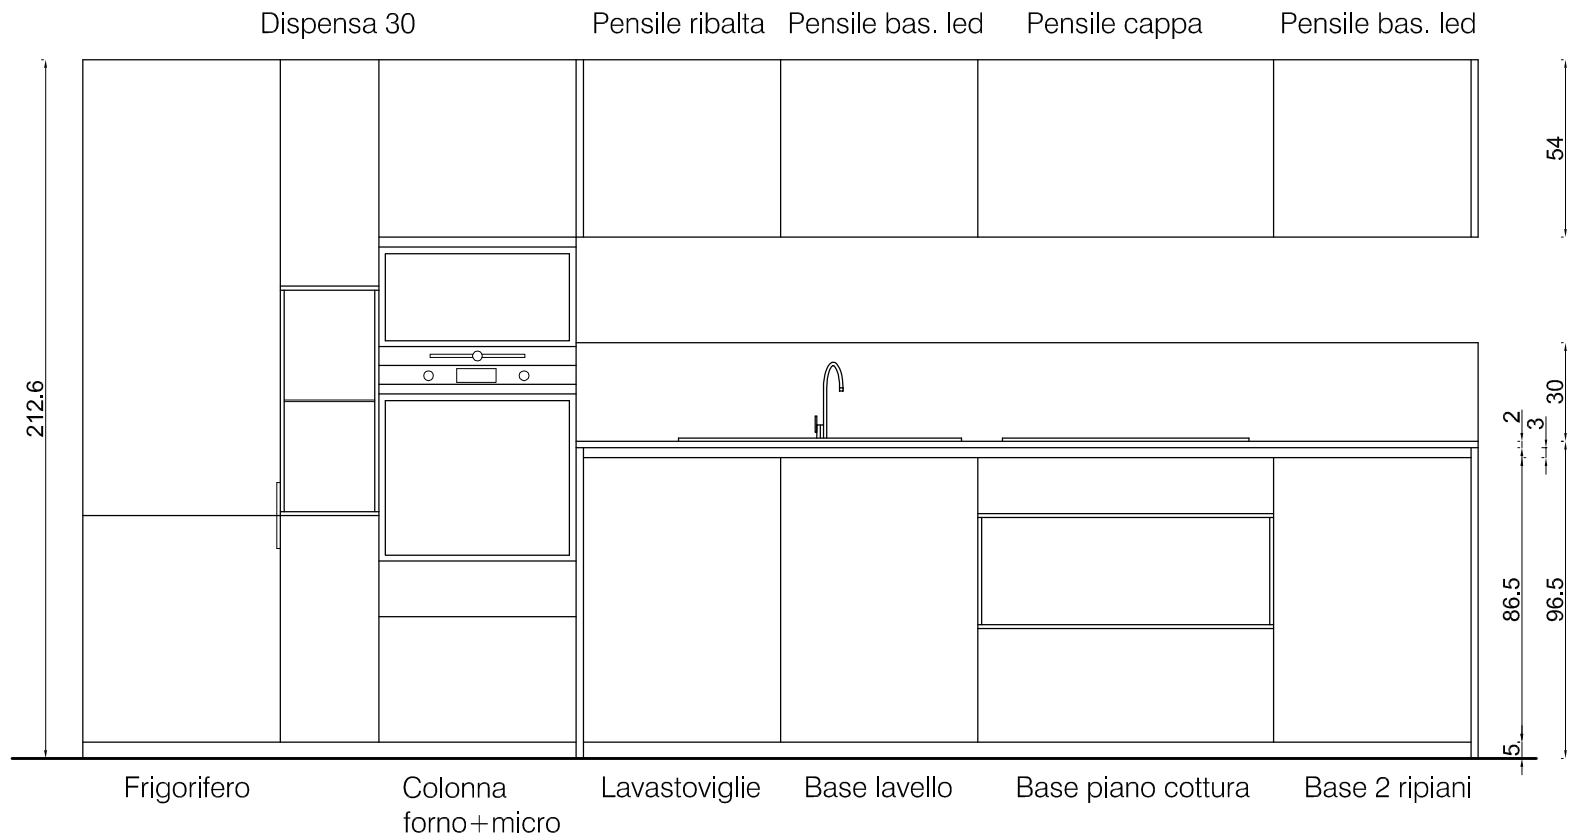 Dispensa 30
Pensile ribalta
Pensile bas. led
Pensile cappa
Pensile bas. led
54
212.6
30
2
3
86.5
96.5
5
Frigorifero
Colonna
forno+micro
Lavastoviglie
Base lavello
Base piano cottura
Base 2 ripiani